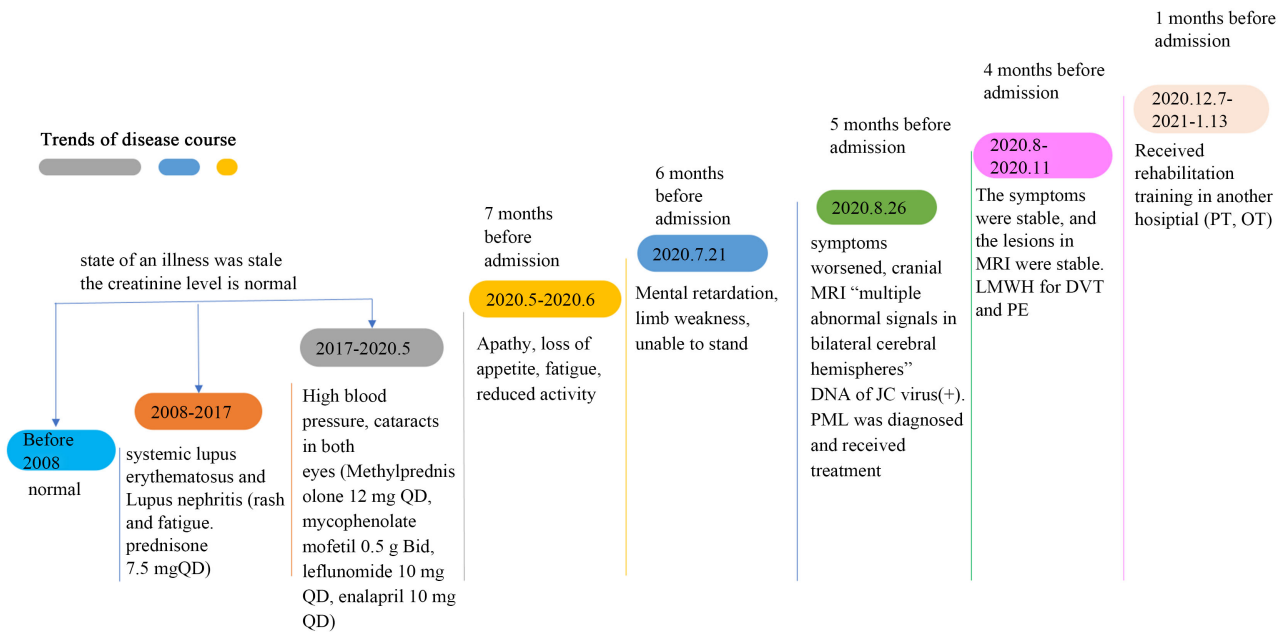 Trends of disease course
state of an illness was stale
the creatinine level is normal
Before
2008
normal
2008-2017
systemic lupus
erythematosus and
Lupus nephritis (rash
and fatigue.
prednisone
7.5 mgQD)
2017-2020.5
High blood
pressure, cataracts
in both
eyes (Methylprednis
olone 12 mg QD,
mycophenolate
mofetil 0.5 g Bid,
leflunomide 10 mg
QD, enalapril 10 mg
QD)
7 months
before
admission
2020.5-2020.6
Apathy, loss of
appetite, fatigue,
reduced activity
6 months
before
admission
2020.7.21
Mental retardation,
limb weakness,
unable to stand
5 months before
admission
2020.8.26
symptoms
worsened, cranial
MRI “multiple
abnormal signals in
bilateral cerebral
hemispheres”
DNA of JC virus(+).
PML was diagnosed
and received
treatment
4 months before
admission
2020.8-
2020.11
The symptoms
were stable, and
the lesions in
MRI were stable.
LMWH for DVT
and PE
1 months before
admission
2020.12.7-
2021-1.13
Received
rehabilitation
training in another
hosiptial (PT, OT)